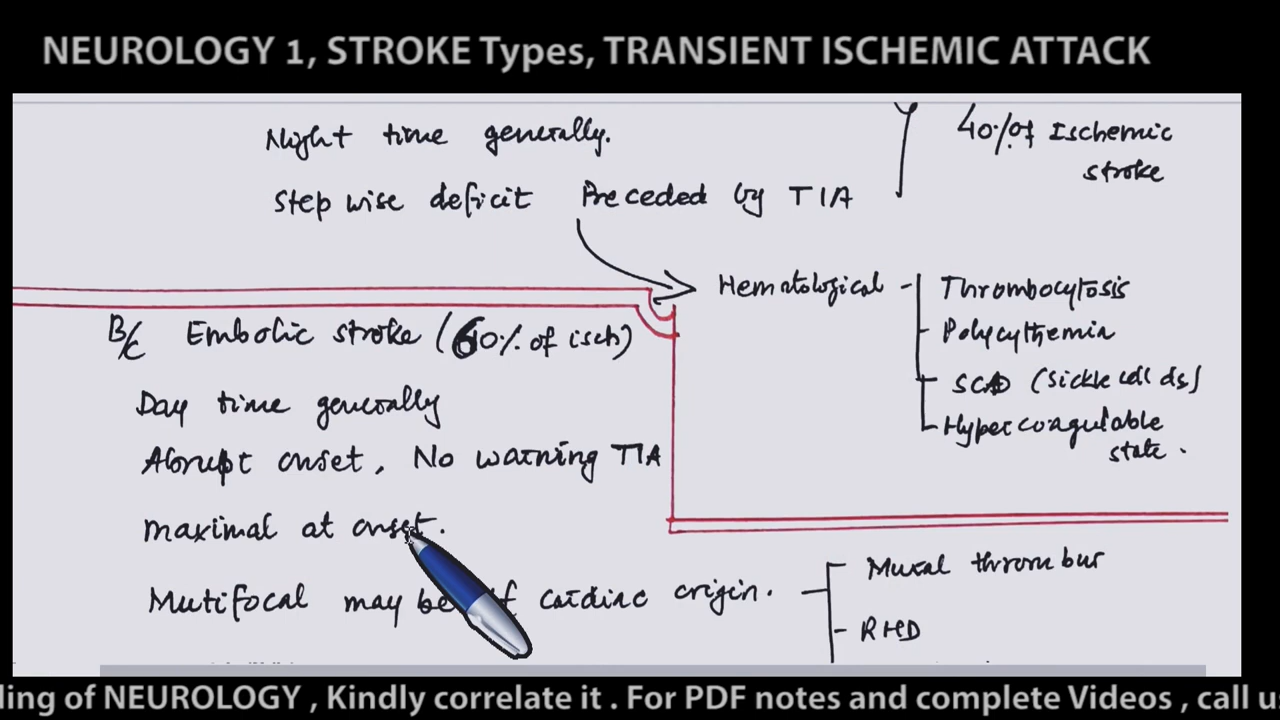 NEUROLOGY 1, STROKE Types, TRANSIENT ISCHEMIC ATTACK
Night time generally.
40% of Ischemic
stroke
Step wise deficit Preceded by TIA
Hematological - Thrombocytosis
- Polycythemia
- SCD (Sickle cell ds)
- Hypercoagulable
state.
B/C Embolic stroke (60% of isch)
Day time generally
Abrupt onset, No warning TIA
maximal at onset.
Mutifocal may be if cardiac origin. - Mural thrombus
- RHD
ling of NEUROLOGY , Kindly correlate it . For PDF notes and complete Videos , call u